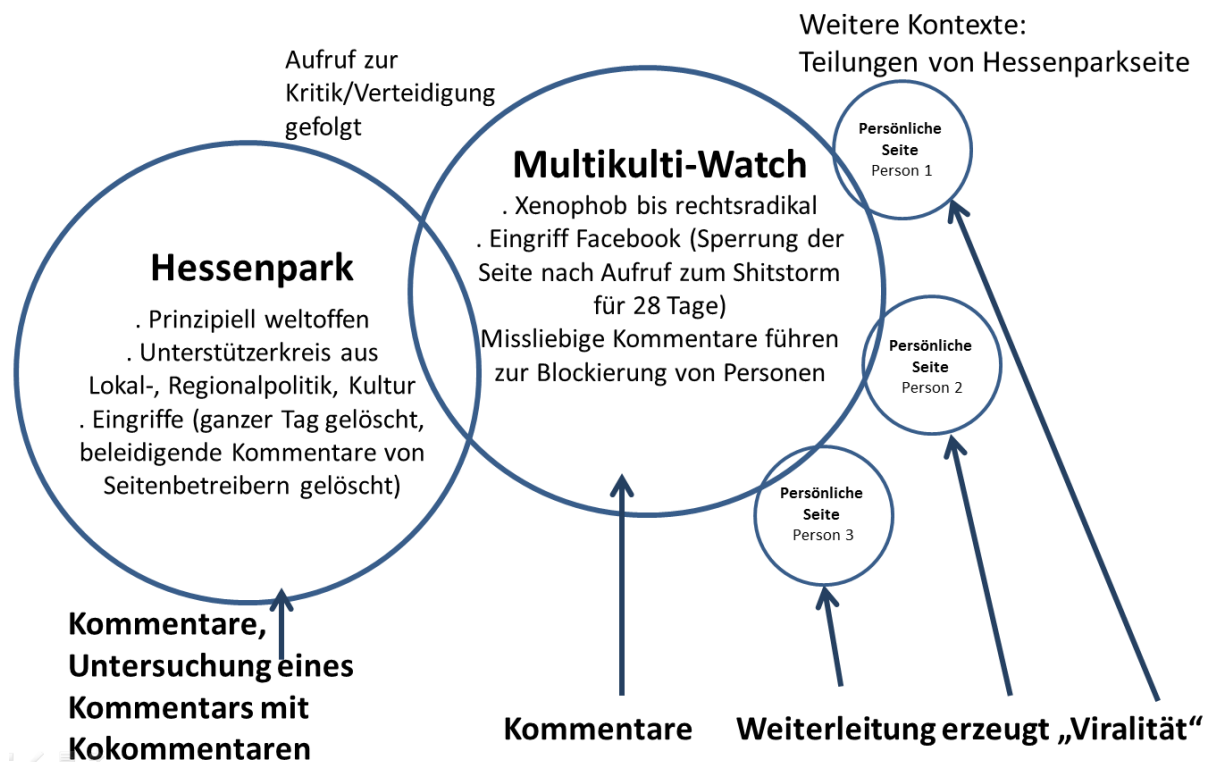 Weitere Kontexte:
Teilungen von Hessenparkseite
Aufruf zur
Kritik/Verteidigung
gefolgt
Hessenpark
. Prinzipiell weltoffen
. Unterstützerkreis aus
Lokal-, Regionalpolitik, Kultur
. Eingriffe (ganzer Tag gelöscht,
beleidigende Kommentare von
Seitenbetreibern gelöscht)
Multikulti-Watch
. Xenophob bis rechtsradikal
. Eingriff Facebook (Sperrung der
Seite nach Aufruf zum Shitstorm
für 28 Tage)
Missliebige Kommentare führen
zur Blockierung von Personen
Persönliche
Seite
Person 1
Persönliche
Seite
Person 2
Persönliche
Seite
Person 3
Kommentare,
Untersuchung eines
Kommentars mit
Kokommentaren
Kommentare
Weiterleitung erzeugt „Viralität“